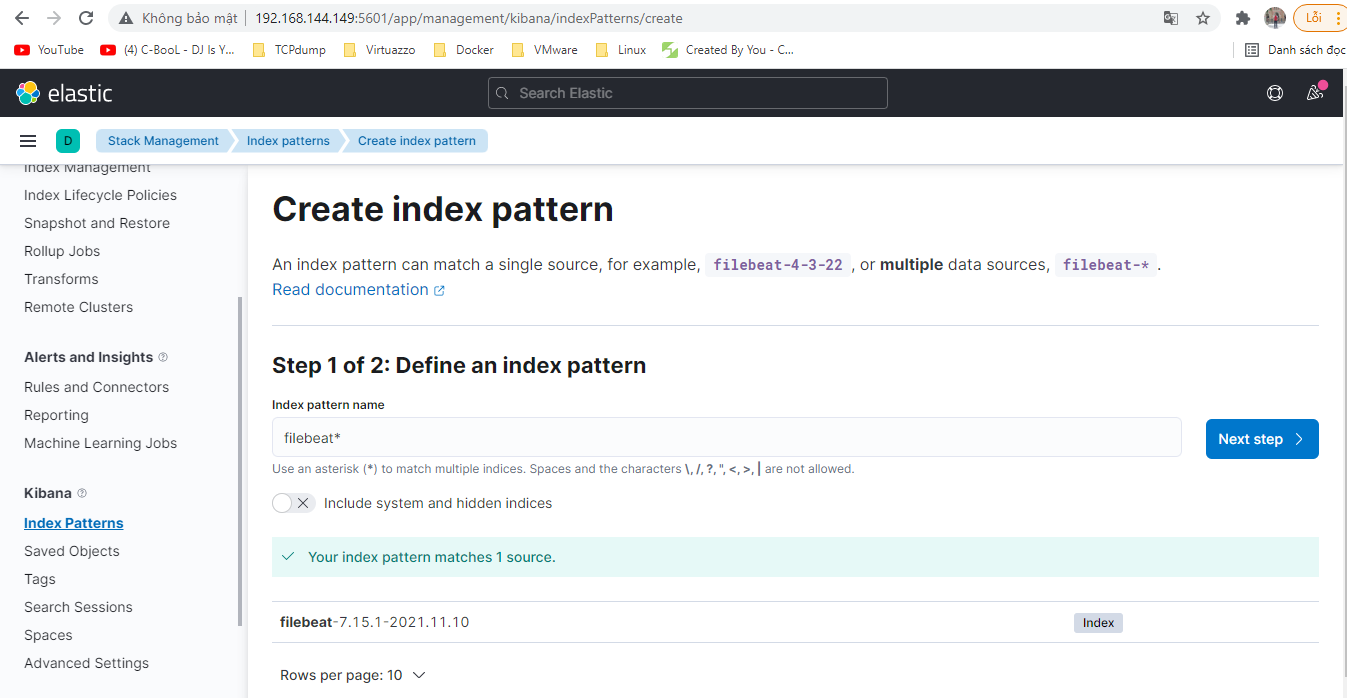 Không bảo mật 192.168.144.149:5601/app/management/kibana/indexPatterns/create Lỗi
YouTube (4) C-BooL - DJ Is Y... TCPdump Virtuazzo Docker VMware Linux Created By You - C... Danh sách đọc
elastic Search Elastic
D Stack Management Index patterns Create index pattern
Index Management
Index Lifecycle Policies
Snapshot and Restore
Rollup Jobs
Transforms
Remote Clusters
Alerts and Insights
Rules and Connectors
Reporting
Machine Learning Jobs
Kibana
Index Patterns
Saved Objects
Tags
Search Sessions
Spaces
Advanced Settings
Create index pattern
An index pattern can match a single source, for example, filebeat-4-3-22 , or multiple data sources, filebeat-* .
Read documentation
Step 1 of 2: Define an index pattern
Index pattern name
filebeat*
Next step
Use an asterisk (*) to match multiple indices. Spaces and the characters \, /, ?, ", <, >, | are not allowed.
Include system and hidden indices
Your index pattern matches 1 source.
filebeat-7.15.1-2021.11.10 Index
Rows per page: 10